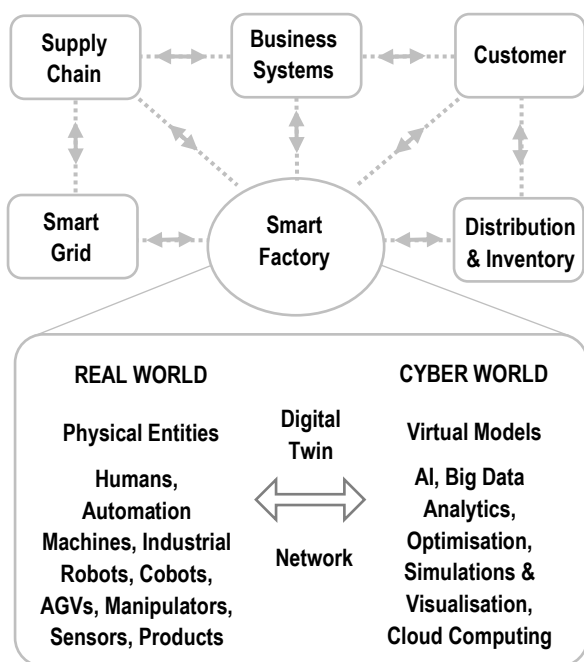 Supply
Chain
Business
Systems
Customer
Smart
Grid
Smart
Factory
Distribution
& Inventory
REAL WORLD
Physical Entities
Humans,
Automation
Machines, Industrial
Robots, Cobots,
AGVs, Manipulators,
Sensors, Products
Digital
Twin
Network
CYBER WORLD
Virtual Models
AI, Big Data
Analytics,
Optimisation,
Simulations &
Visualisation,
Cloud Computing